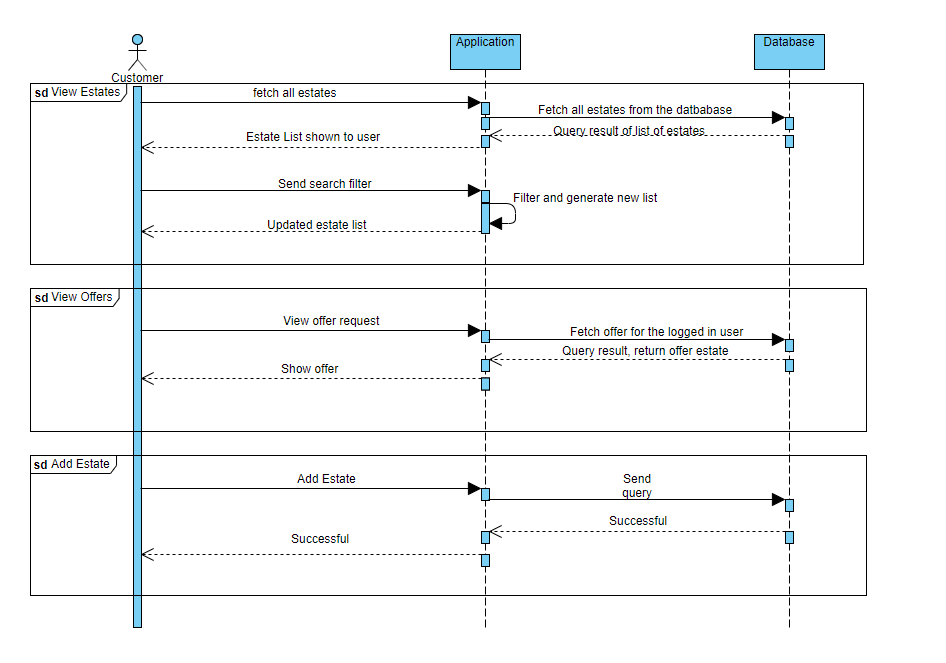 Application
Database
Customer
sd View Estates
fetch all estates
Fetch all estates from the datbabase
Query result of list of estates
Estate List shown to user
Send search filter
Filter and generate new list
Updated estate list
sd View Offers
View offer request
Fetch offer for the logged in user
Query result, return offer estate
Show offer
sd Add Estate
Add Estate
Send
query
Successful
Successful